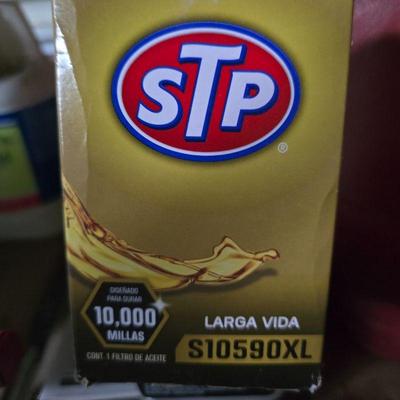 STP
®
DISEÑADO
PARA DURAR
10,000
MILLAS
CONT. 1 FILTRO DE ACEITE
LARGA VIDA
S10590XL